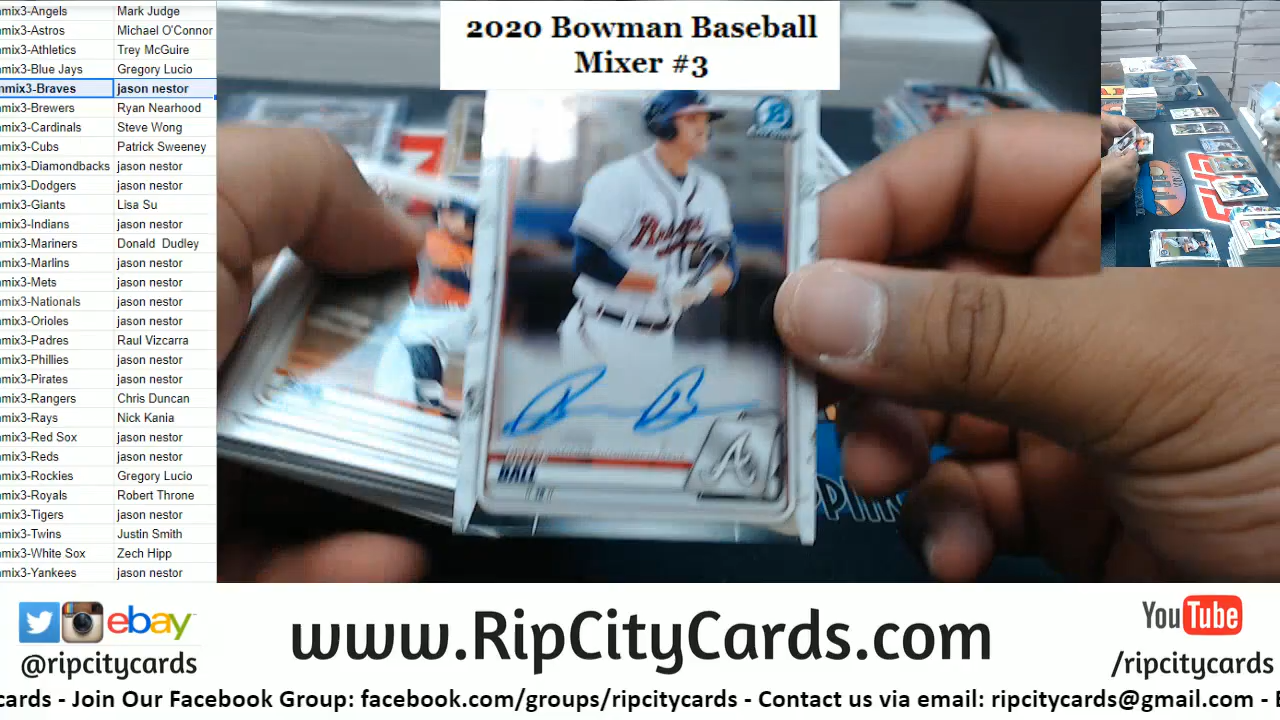 mix3-Angels Mark Judge
mix3-Astros Michael O'Connor
mix3-Athletics Trey McGuire
mix3-Blue Jays Gregory Lucio
mix3-Braves jason nestor
mix3-Brewers Ryan Nearhood
mix3-Cardinals Steve Wong
mix3-Cubs Patrick Sweeney
mix3-Diamondbacks jason nestor
mix3-Dodgers jason nestor
mix3-Giants Lisa Su
mix3-Indians jason nestor
mix3-Mariners Donald Dudley
mix3-Marlins jason nestor
mix3-Mets jason nestor
mix3-Nationals jason nestor
mix3-Orioles jason nestor
mix3-Padres Raul Vizcarra
mix3-Phillies jason nestor
mix3-Pirates jason nestor
mix3-Rangers Chris Duncan
mix3-Rays Nick Kania
mix3-Red Sox jason nestor
mix3-Reds jason nestor
mix3-Rockies Gregory Lucio
mix3-Royals Robert Throne
mix3-Tigers jason nestor
mix3-Twins Justin Smith
mix3-White Sox Zech Hipp
mix3-Yankees jason nestor
2020 Bowman Baseball
Mixer #3
Braves
BALL
A
ebay
@ripcitycards
www.RipCityCards.com
YouTube
/ripcitycards
cards - Join Our Facebook Group: facebook.com/groups/ripcitycards - Contact us via email: ripcitycards@gmail.com -